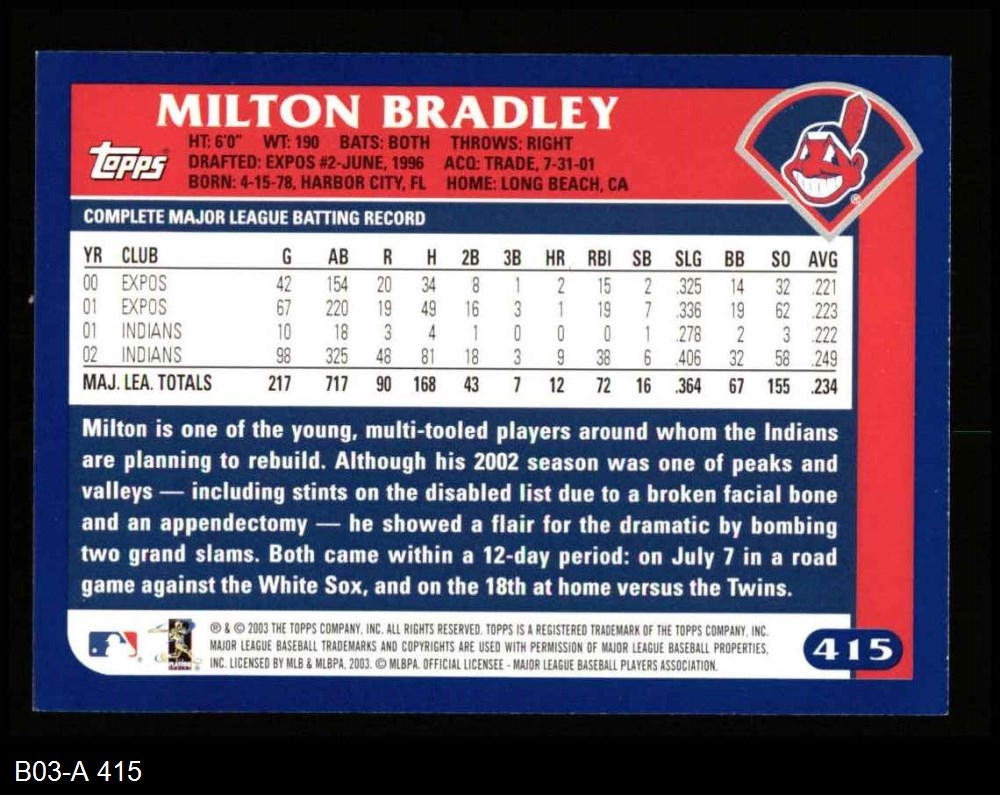 MILTON BRADLEY
topps
HT: 6'0" WT: 190 BATS: BOTH THROWS: RIGHT
DRAFTED: EXPOS #2-JUNE, 1996 ACQ: TRADE, 7-31-01
BORN: 4-15-78, HARBOR CITY, FL HOME: LONG BEACH, CA
COMPLETE MAJOR LEAGUE BATTING RECORD
YR CLUB G AB R H 2B 3B HR RBI SB SLG BB SO AVG
00 EXPOS 42 154 20 34 8 1 2 15 2 .325 14 32 .221
01 EXPOS 67 220 19 49 16 3 1 19 7 .336 19 62 .223
01 INDIANS 10 18 3 4 1 0 0 0 1 .278 2 3 .222
02 INDIANS 98 325 48 81 18 3 9 38 6 .406 32 58 .249
MAJ. LEA. TOTALS 217 717 90 168 43 7 12 72 16 .364 67 155 .234
Milton is one of the young, multi-tooled players around whom the Indians
are planning to rebuild. Although his 2002 season was one of peaks and
valleys — including stints on the disabled list due to a broken facial bone
and an appendectomy — he showed a flair for the dramatic by bombing
two grand slams. Both came within a 12-day period: on July 7 in a road
game against the White Sox, and on the 18th at home versus the Twins.
® & © 2003 THE TOPPS COMPANY, INC. ALL RIGHTS RESERVED. TOPPS IS A REGISTERED TRADEMARK OF THE TOPPS COMPANY, INC.
MAJOR LEAGUE BASEBALL TRADEMARKS AND COPYRIGHTS ARE USED WITH PERMISSION OF MAJOR LEAGUE BASEBALL PROPERTIES,
INC. LICENSED BY MLB & MLBPA, 2003. © MLBPA. OFFICIAL LICENSEE - MAJOR LEAGUE BASEBALL PLAYERS ASSOCIATION.
415
B03-A 415